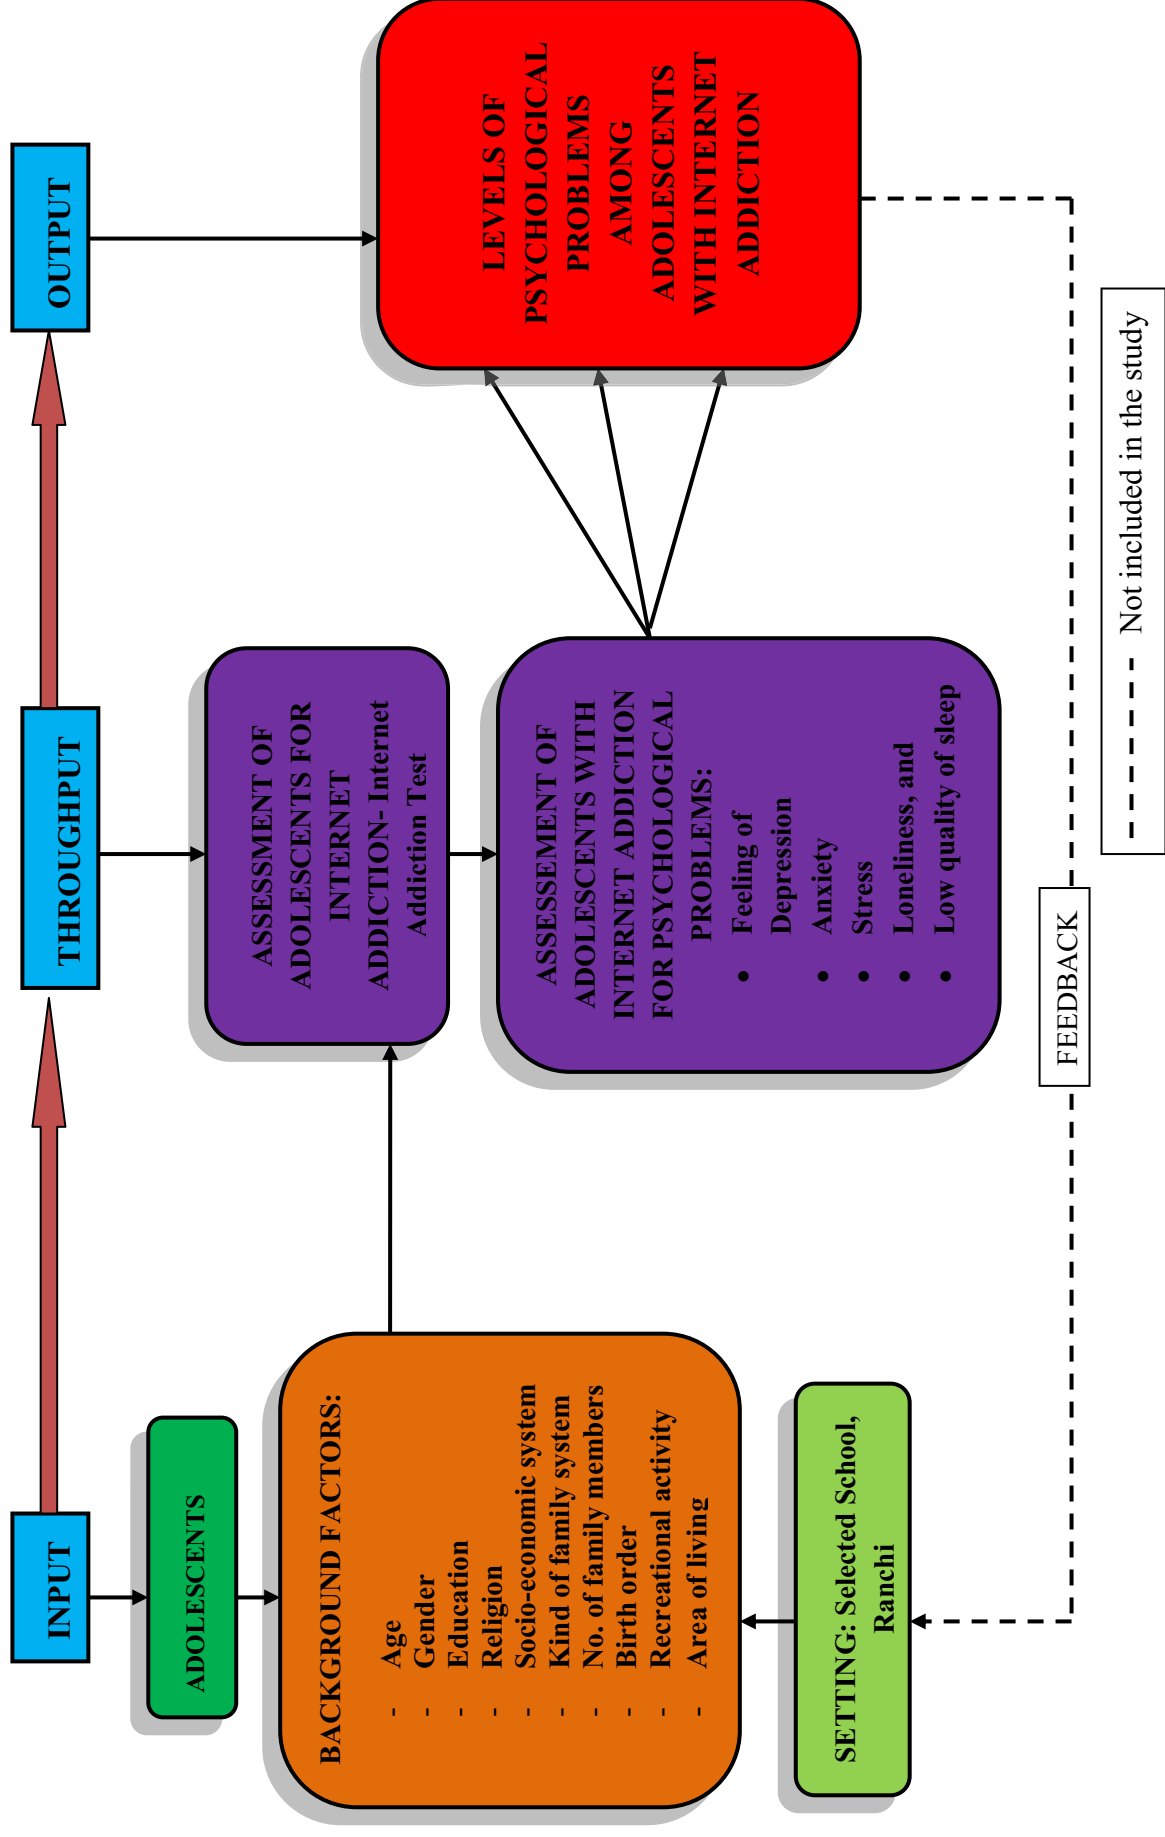 INPUT
THROUGHPUT
OUTPUT
ADOLESCENTS
BACKGROUND FACTORS:
- Age
- Gender
- Education
- Religion
- Socio-economic system
- Kind of family system
- No. of family members
- Birth order
- Recreational activity
- Area of living
SETTING: Selected School,
Ranchi
ASSESSMENT OF
ADOLESCENTS FOR
INTERNET
ADDICTION- Internet
Addiction Test
ASSESSEMENT OF
ADOLESCENTS WITH
INTERNET ADDICTION
FOR PSYCHOLOGICAL
PROBLEMS:
• Feeling of
Depression
• Anxiety
• Stress
• Loneliness, and
• Low quality of sleep
LEVELS OF
PSYCHOLOGICAL
PROBLEMS
AMONG
ADOLESCENTS
WITH INTERNET
ADDICTION
FEEDBACK
Not included in the study